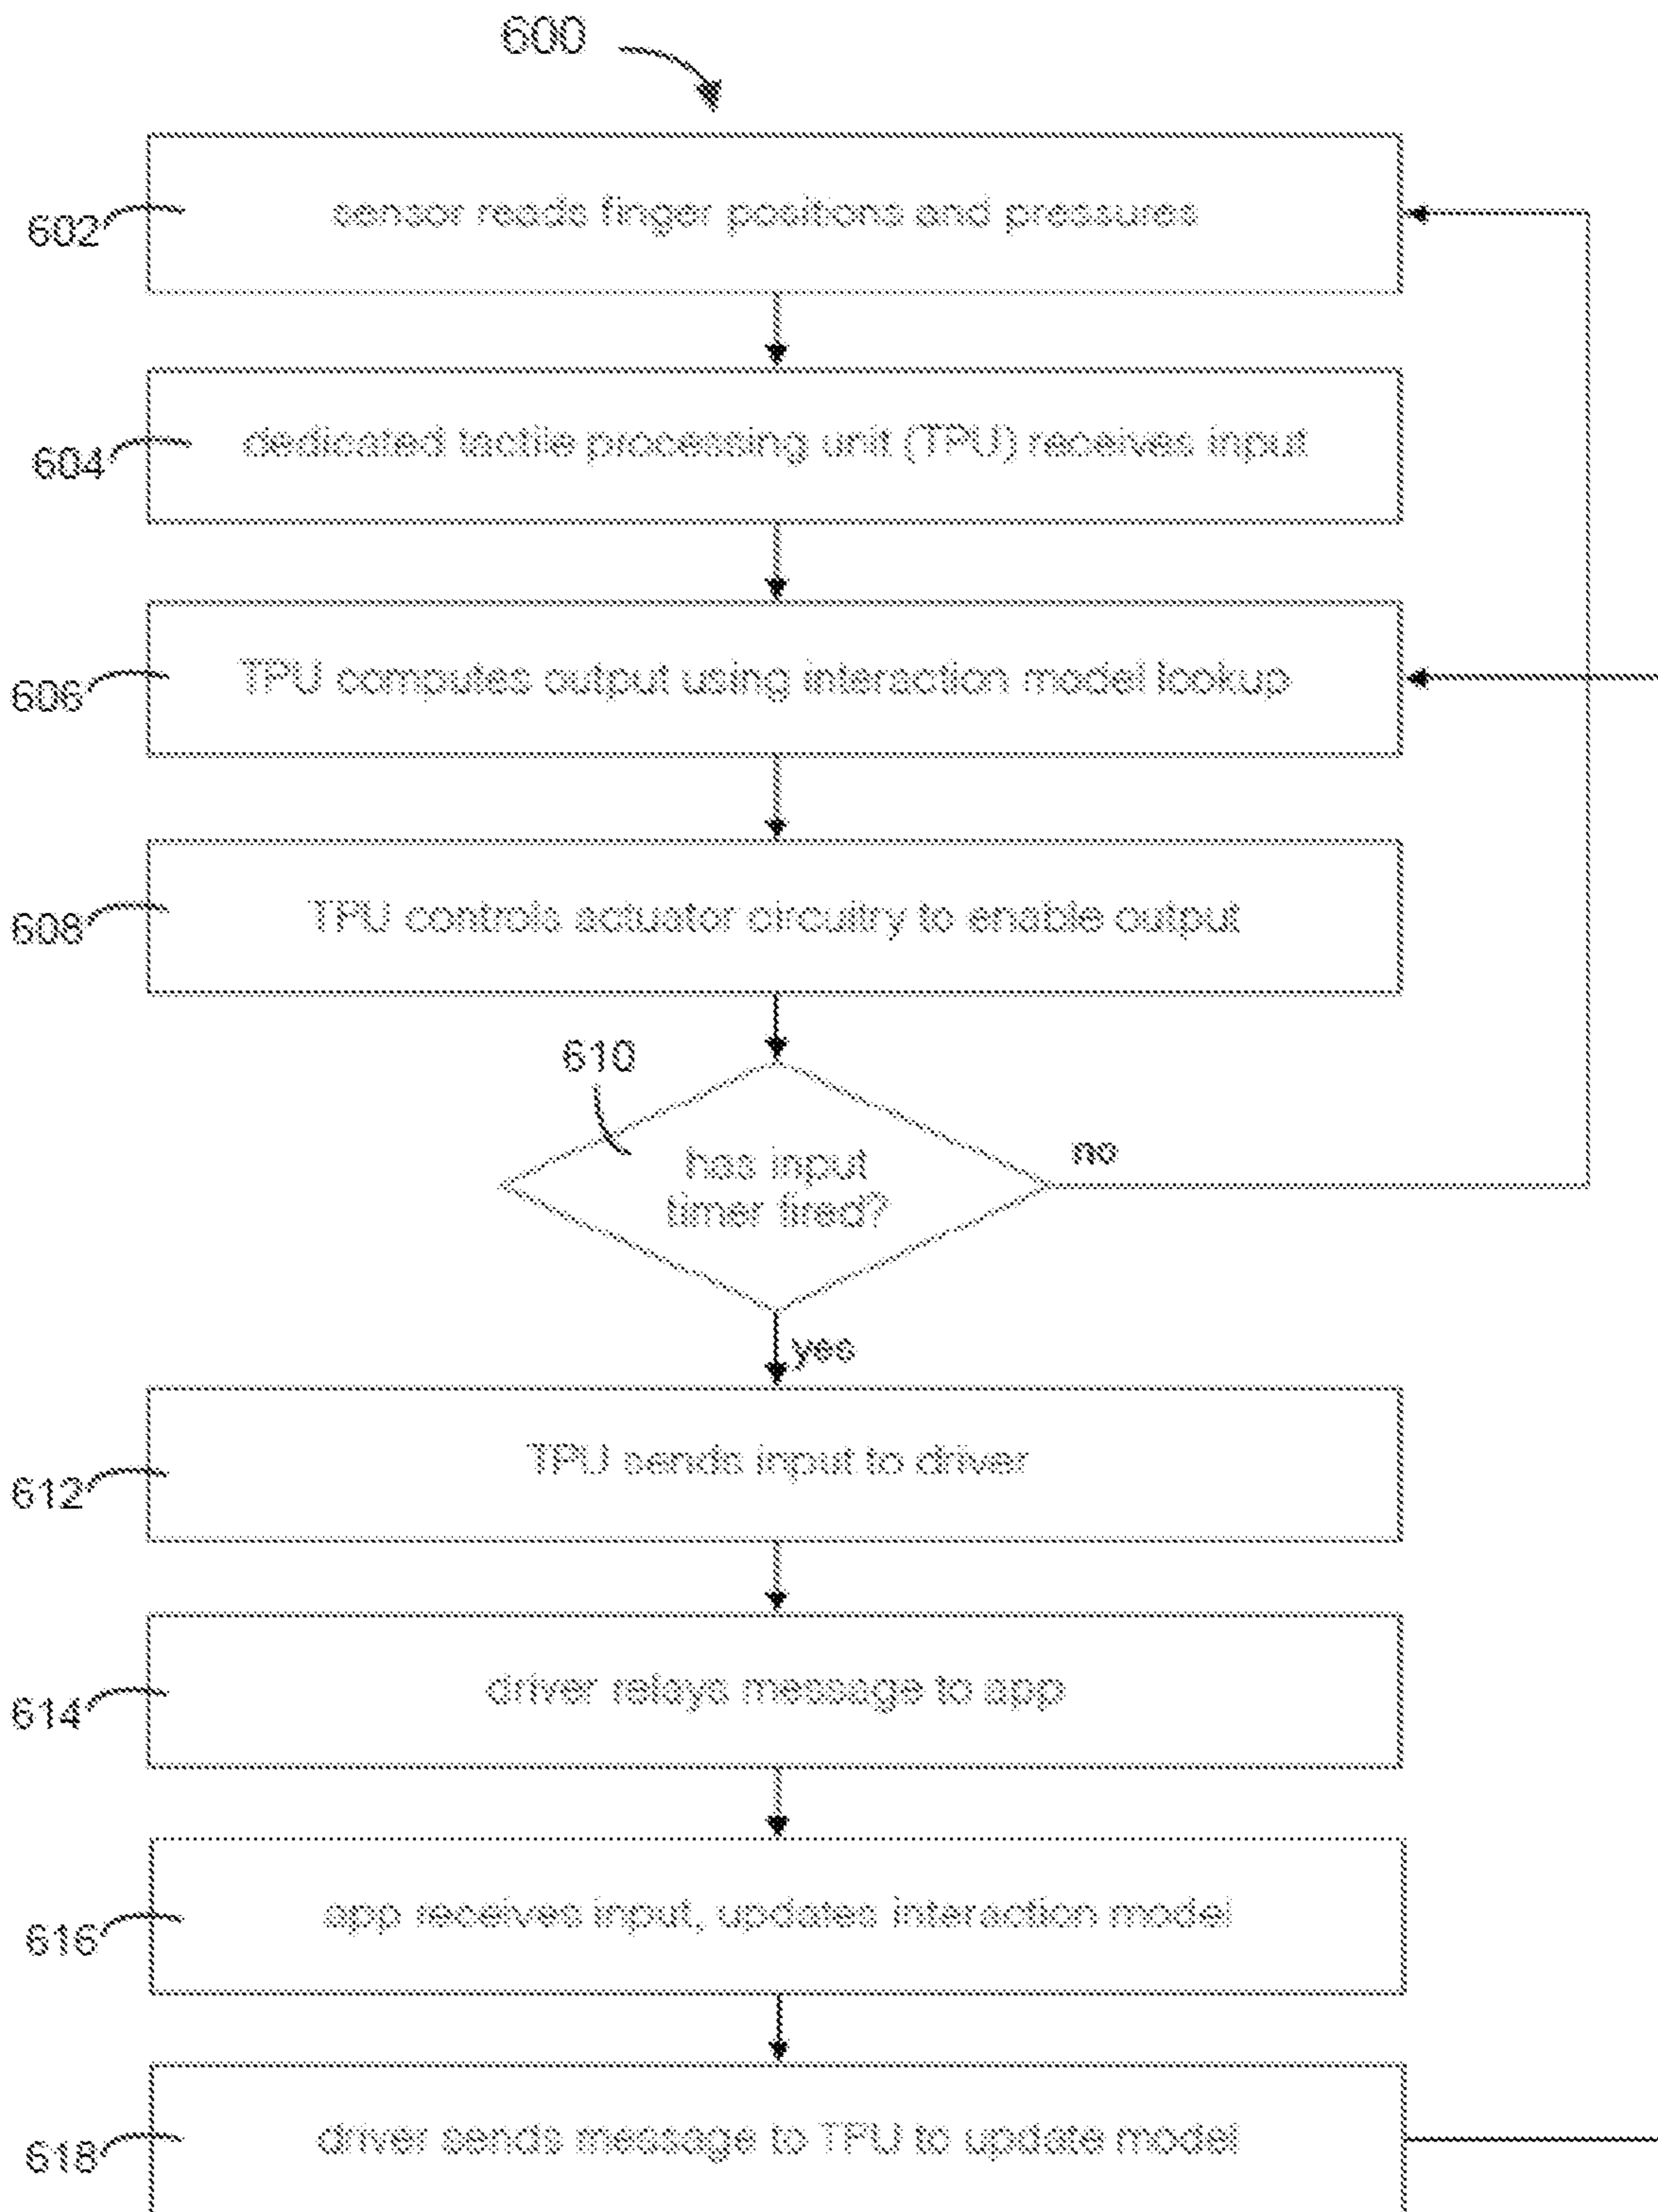 600
602
sensor reads finger positions and pressures
604
dedicated tactile processing unit (TPU) receives input
606
TPU computes output using interaction model lookup
608
TPU controls actuator circuitry to enable output
610
has input
timer fired?
no
yes
612
TPU sends input to driver
614
driver relays message to app
616
app receives input, updates interaction model
618
driver sends message to TPU to update model